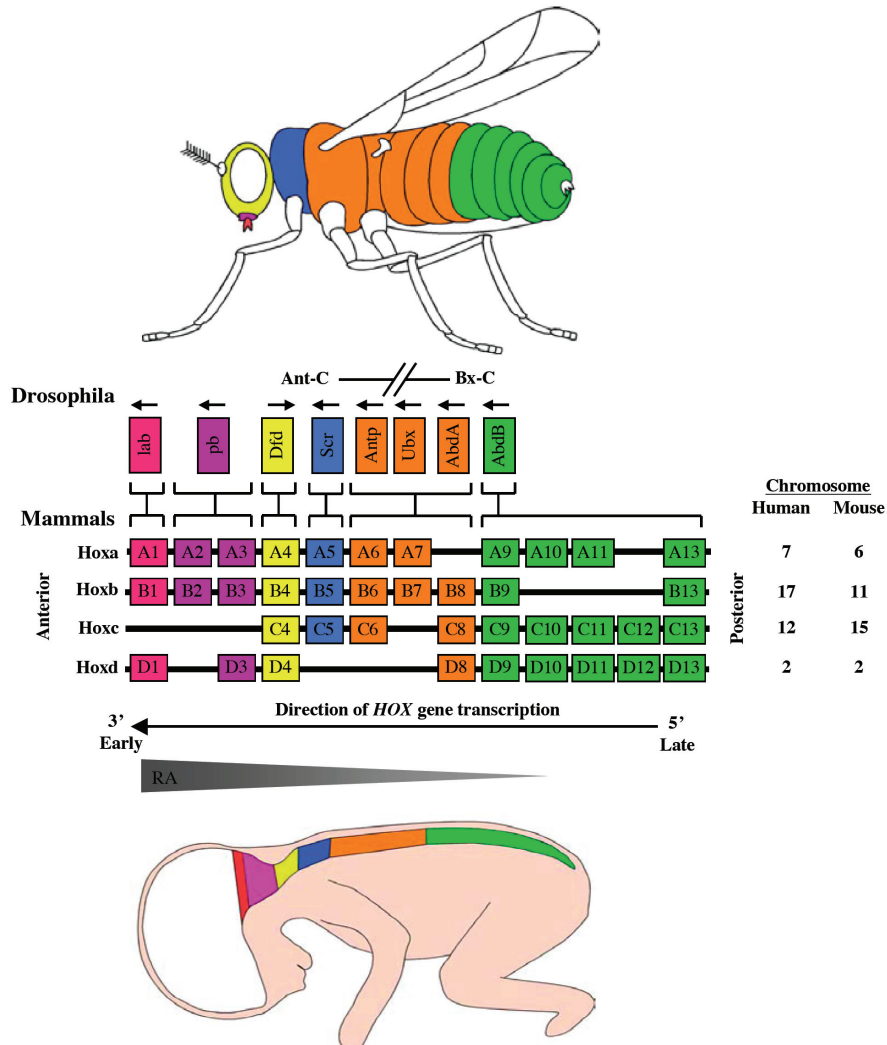 Ant-C Bx-C
Drosophila
lab pb Dfd Scr Antp Ubx AbdA AbdB
Chromosome
Mammals Human Mouse
Hoxa A1 A2 A3 A4 A5 A6 A7 A9 A10 A11 A13 7 6
Hoxb B1 B2 B3 B4 B5 B6 B7 B8 B9 B13 17 11
Hoxc C4 C5 C6 C8 C9 C10 C11 C12 C13 12 15
Hoxd D1 D3 D4 D8 D9 D10 D11 D12 D13 2 2
Anterior
Posterior
Direction of HOX gene transcription
3’ 5’
Early Late
RA